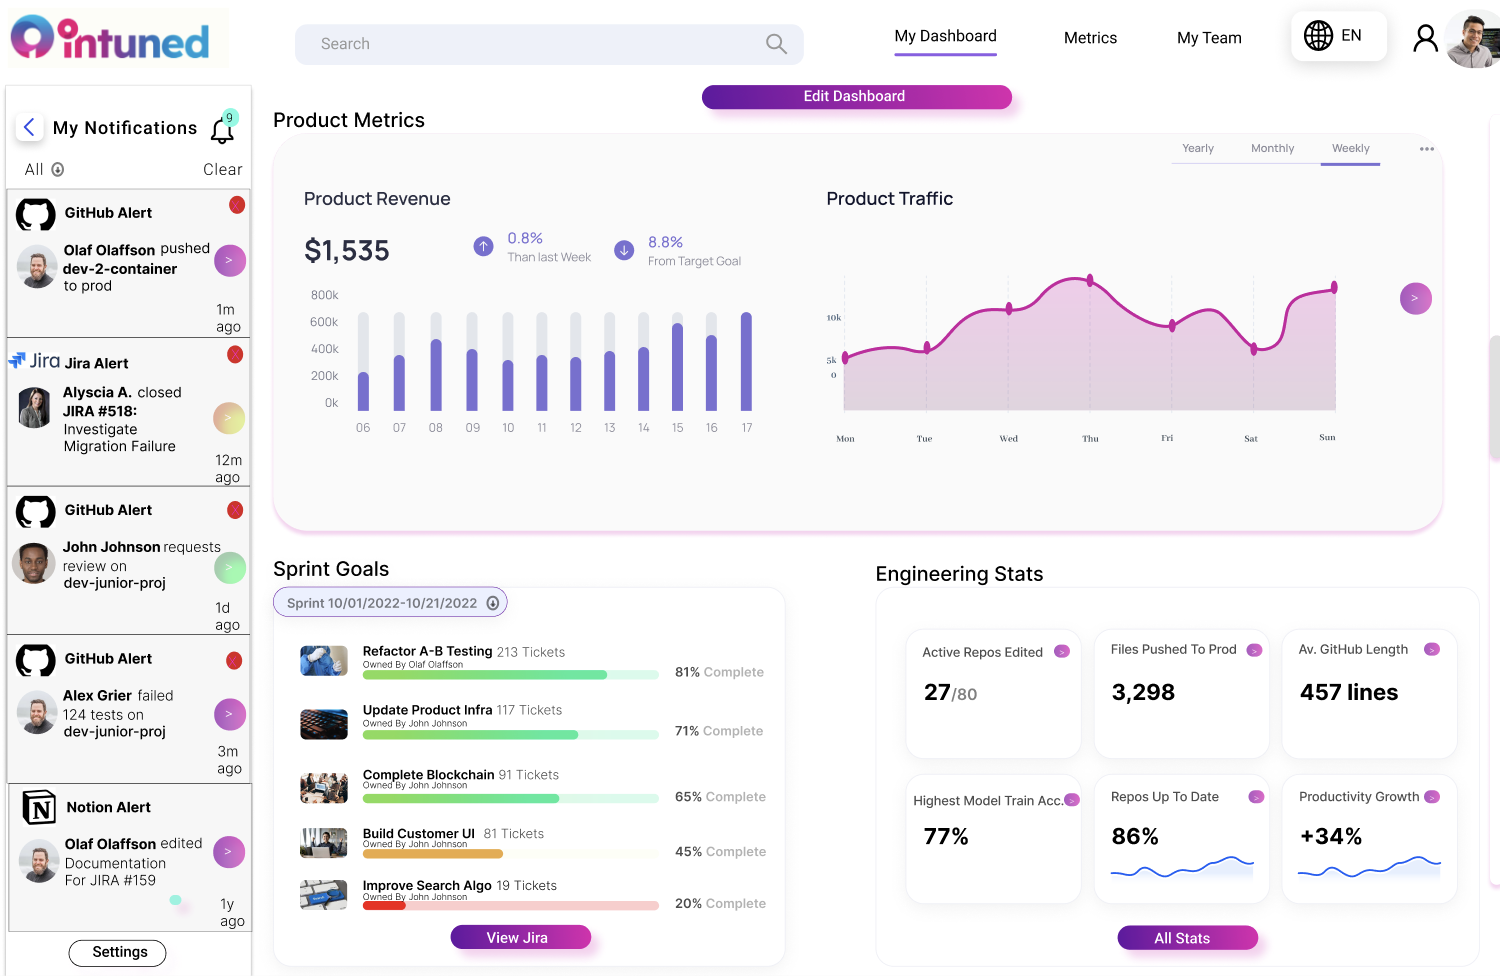 intuned
Search
My Dashboard
Metrics
My Team
EN
Edit Dashboard
My Notifications
9
All
Clear
GitHub Alert
Olaf Olaffson pushed
dev-2-container
to prod
>
1m
ago
Jira
Jira Alert
Alyscia A. closed
JIRA #518:
Investigate
Migration Failure
>
12m
ago
GitHub Alert
John Johnson requests
review on
dev-junior-proj
>
1d
ago
GitHub Alert
Alex Grier failed
124 tests on
dev-junior-proj
>
3m
ago
Notion Alert
Olaf Olaffson edited
Documentation
For JIRA #159
>
1y
ago
Settings
Product Metrics
Yearly
Monthly
Weekly
Product Revenue
$1,535
0.8%
Than last Week
8.8%
From Target Goal
800k
600k
400k
200k
0k
06 07 08 09 10 11 12 13 14 15 16 17
Product Traffic
10k
5k
0
Mon Tue Wed Thu Fri Sat Sun
>
Sprint Goals
Sprint 10/01/2022-10/21/2022
Refactor A-B Testing 213 Tickets
Owned By Olaf Olaffson
81% Complete
Update Product Infra 117 Tickets
Owned By John Johnson
71% Complete
Complete Blockchain 91 Tickets
Owned By John Johnson
65% Complete
Build Customer UI 81 Tickets
Owned By John Johnson
45% Complete
Improve Search Algo 19 Tickets
Owned By John Johnson
20% Complete
View Jira
Engineering Stats
Active Repos Edited >
27/80
Files Pushed To Prod >
3,298
Av. GitHub Length >
457 lines
Highest Model Train Acc. >
77%
Repos Up To Date >
86%
Productivity Growth >
+34%
All Stats